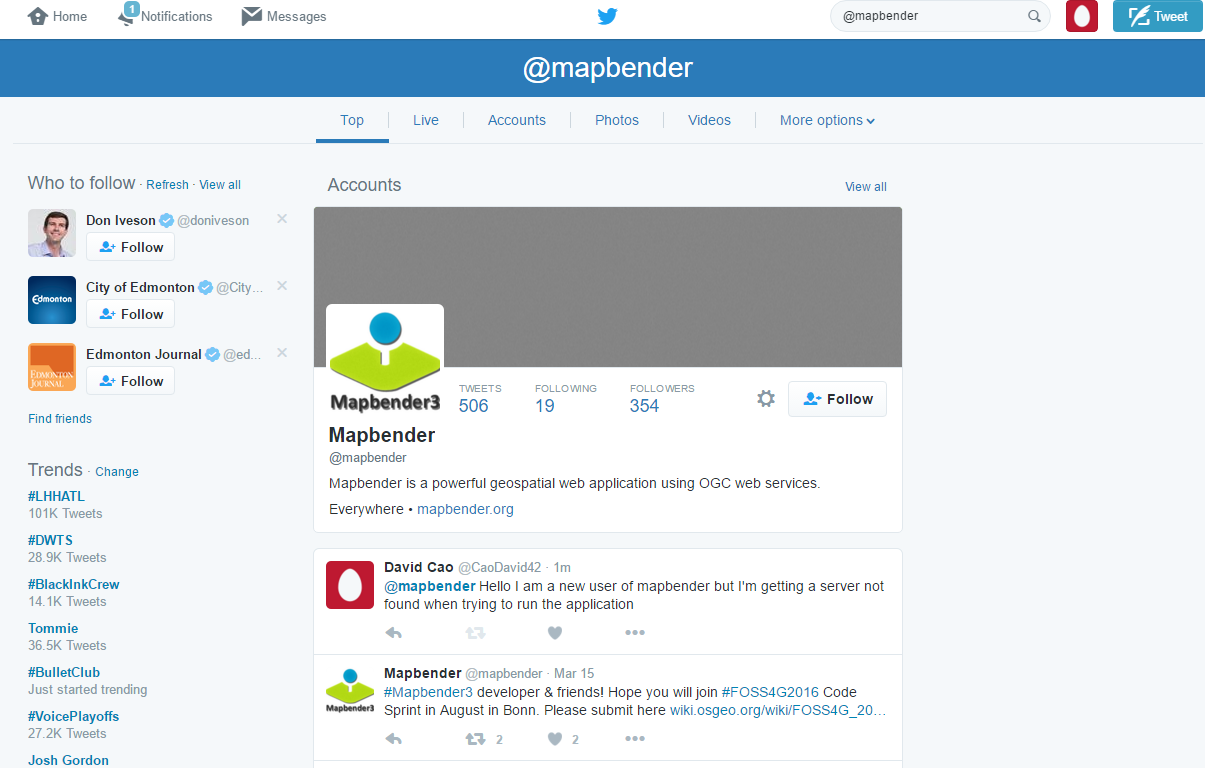 Home
1
Notifications
Messages
@mapbender
Tweet
@mapbender
Top
Live
Accounts
Photos
Videos
More options
Who to follow · Refresh · View all
Don Iveson @doniveson
Follow
Edmonton
City of Edmonton @City...
Follow
EDMONTON
JOURNAL
Edmonton Journal @ed...
Follow
Find friends
Trends · Change
#LHHATL
101K Tweets
#DWTS
28.9K Tweets
#BlackInkCrew
14.1K Tweets
Tommie
36.5K Tweets
#BulletClub
Just started trending
#VoicePlayoffs
27.2K Tweets
Josh Gordon
Accounts
View all
Mapbender3
TWEETS
506
FOLLOWING
19
FOLLOWERS
354
Follow
Mapbender
@mapbender
Mapbender is a powerful geospatial web application using OGC web services.
Everywhere • mapbender.org
David Cao @CaoDavid42 · 1m
@mapbender Hello I am a new user of mapbender but I'm getting a server not
found when trying to run the application
Mapbender3
Mapbender @mapbender · Mar 15
#Mapbender3 developer & friends! Hope you will join #FOSS4G2016 Code
Sprint in August in Bonn. Please submit here wiki.osgeo.org/wiki/FOSS4G_20...
2
2